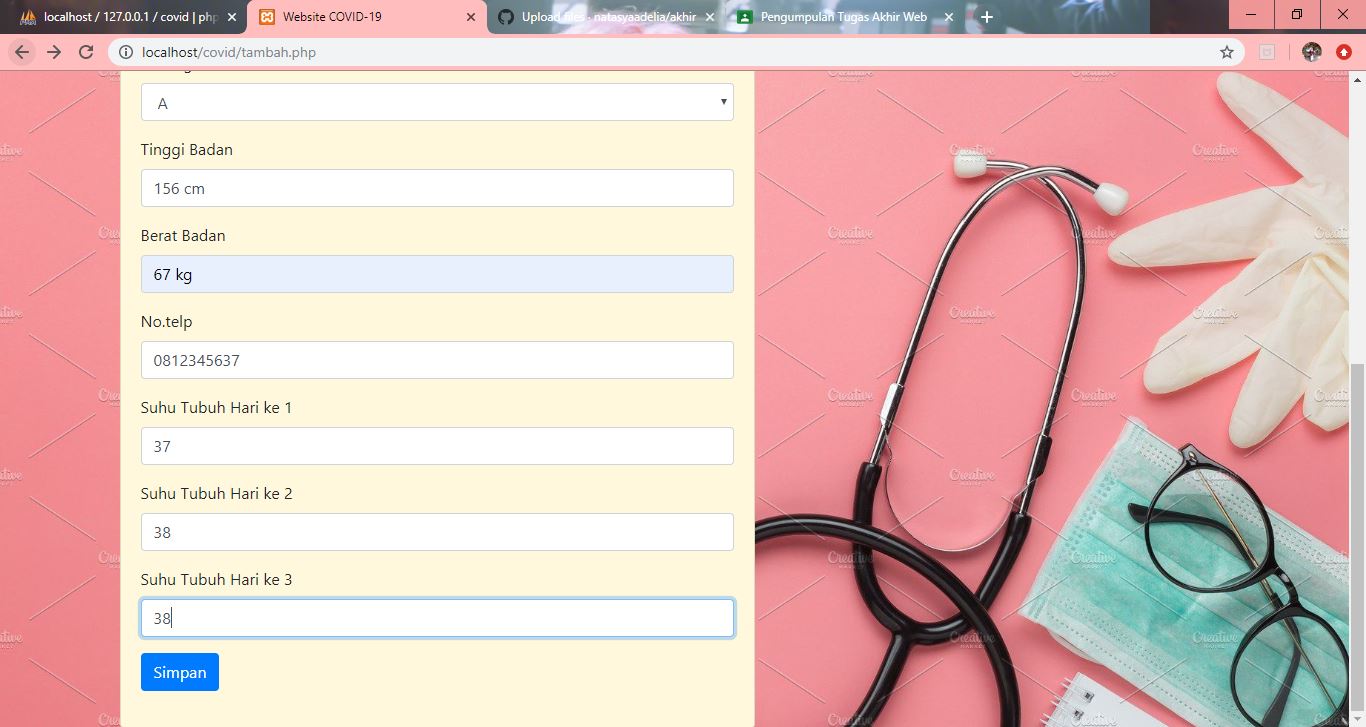 localhost / 127.0.0.1 / covid | php
Website COVID-19
Upload files · natasyaadelia/akhir
Pengumpulan Tugas Akhir Web
localhost/covid/tambah.php
A
Tinggi Badan
156 cm
Berat Badan
67 kg
No.telp
0812345637
Suhu Tubuh Hari ke 1
37
Suhu Tubuh Hari ke 2
38
Suhu Tubuh Hari ke 3
38
Simpan
Creative
MARKET